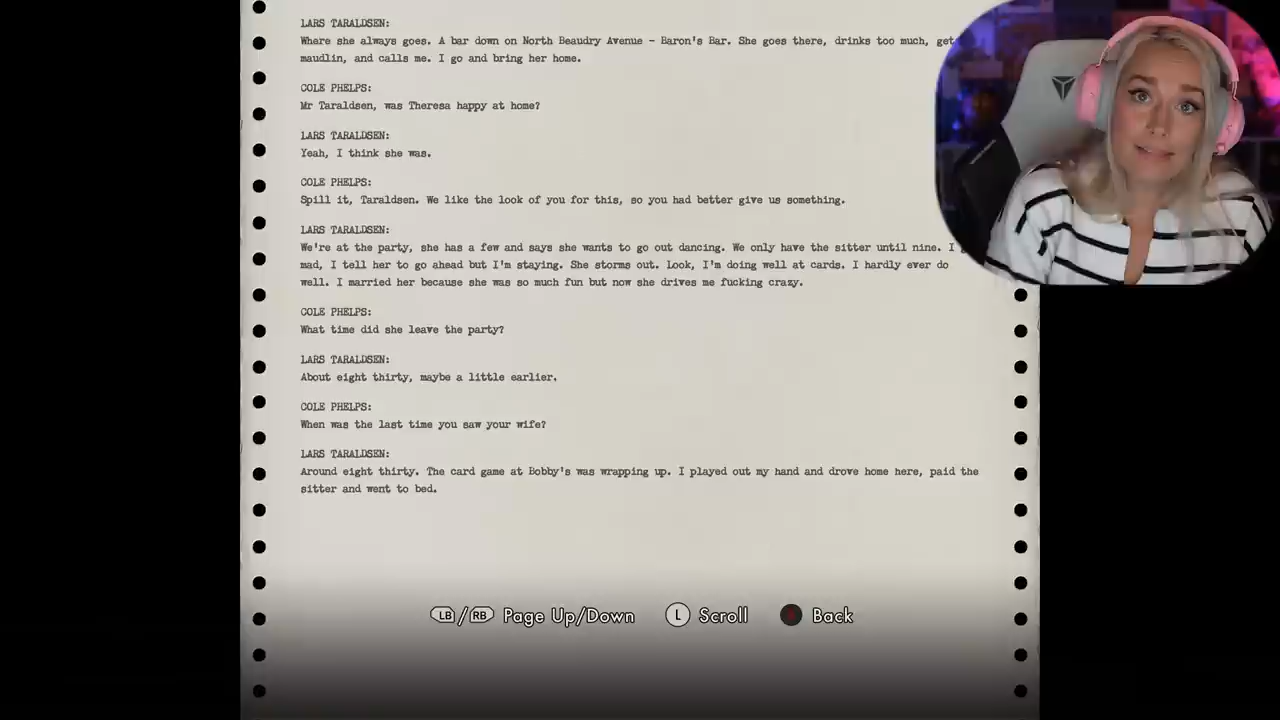 LARS TARALDSEN:
Where she always goes. A bar down on North Beaudry Avenue - Baron's Bar. She goes there, drinks too much, get
maudlin, and calls me. I go and bring her home.
COLE PHELPS:
Mr Taraldsen, was Theresa happy at home?
LARS TARALDSEN:
Yeah, I think she was.
COLE PHELPS:
Spill it, Taraldsen. We like the look of you for this, so you had better give us something.
LARS TARALDSEN:
We're at the party, she has a few and says she wants to go out dancing. We only have the sitter until nine. I
mad, I tell her to go ahead but I'm staying. She storms out. Look, I'm doing well at cards. I hardly ever do
well. I married her because she was so much fun but now she drives me fucking crazy.
COLE PHELPS:
What time did she leave the party?
LARS TARALDSEN:
About eight thirty, maybe a little earlier.
COLE PHELPS:
When was the last time you saw your wife?
LARS TARALDSEN:
Around eight thirty. The card game at Bobby's was wrapping up. I played out my hand and drove home here, paid the
sitter and went to bed.
LB/RB Page Up/Down L Scroll Back